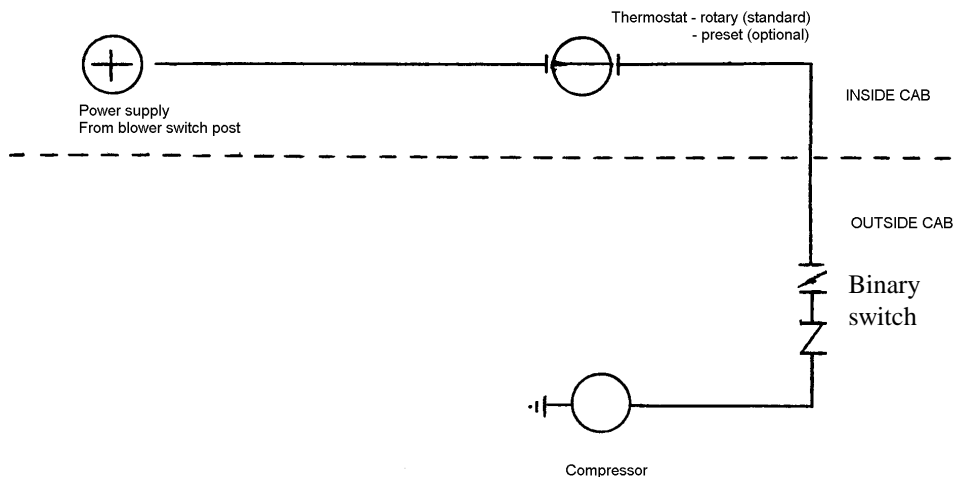 Thermostat - rotary (standard)
- preset (optional)
Power supply
From blower switch post
INSIDE CAB
OUTSIDE CAB
Binary
switch
Compressor